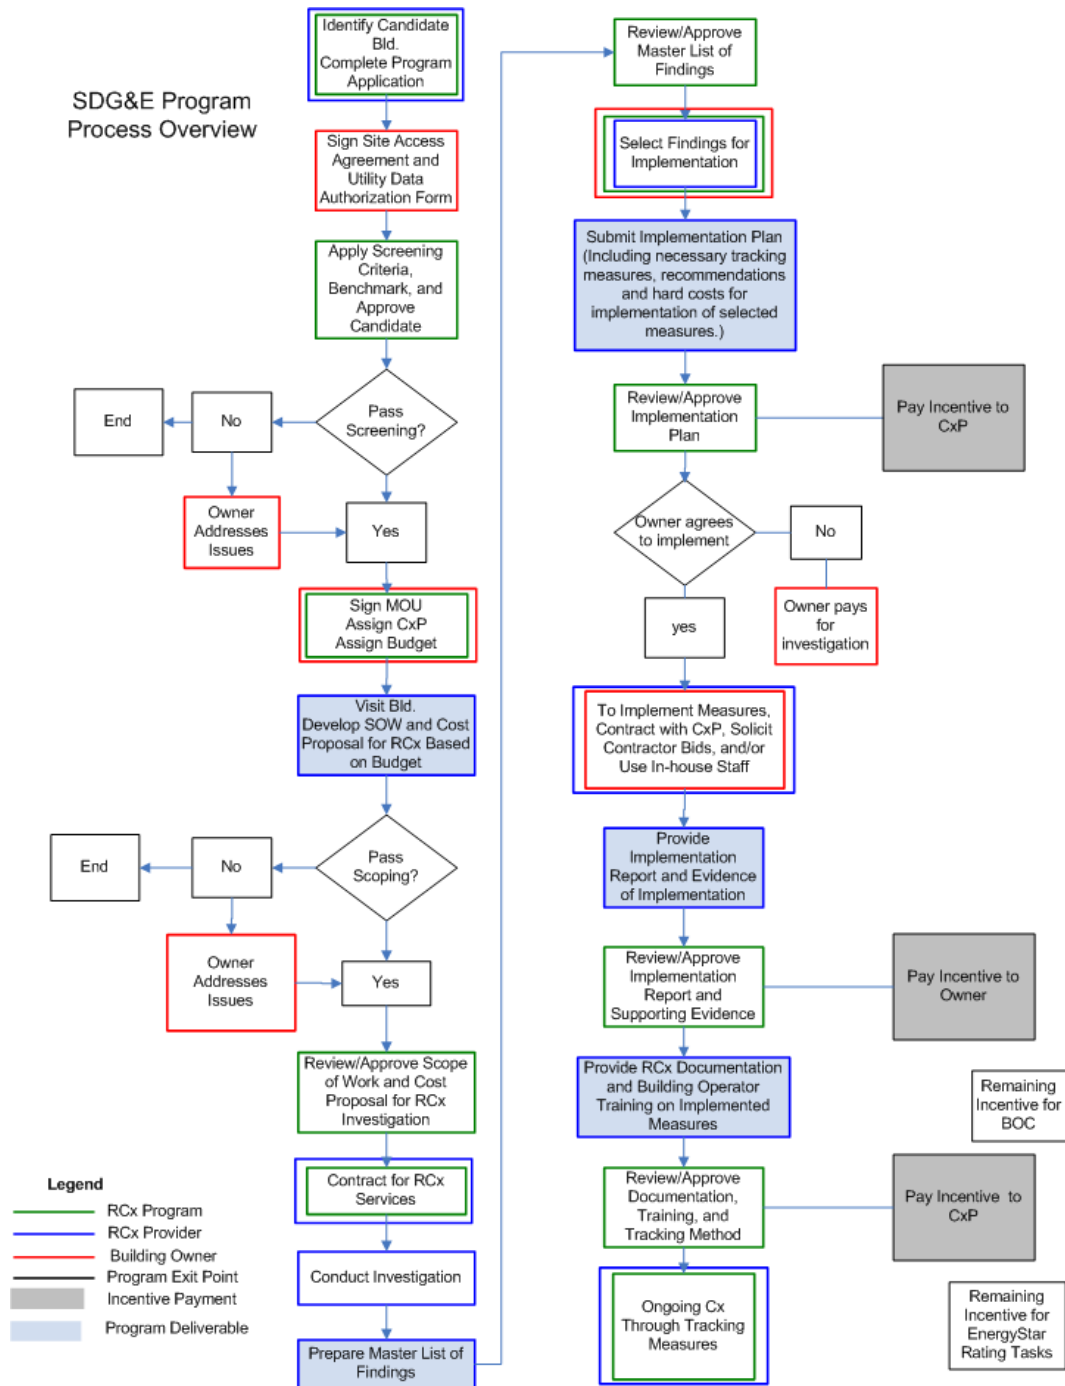 SDG&E Program
Process Overview
Identify Candidate
Bld.
Complete Program
Application
Sign Site Access
Agreement and
Utility Data
Authorization Form
Apply Screening
Criteria,
Benchmark, and
Approve
Candidate
Pass
Screening?
No
End
Owner
Addresses
Issues
Yes
Sign MOU
Assign CxP
Assign Budget
Visit Bld.
Develop SOW and Cost
Proposal for RCx Based
on Budget
Pass
Scoping?
No
End
Owner
Addresses
Issues
Yes
Review/Approve Scope
of Work and Cost
Proposal for RCx
Investigation
Contract for RCx
Services
Conduct Investigation
Prepare Master List of
Findings
Review/Approve
Master List of
Findings
Select Findings for
Implementation
Submit Implementation Plan
(Including necessary tracking
measures, recommendations
and hard costs for
implementation of selected
measures.)
Review/Approve
Implementation
Plan
Pay Incentive to
CxP
Owner agrees
to implement
No
Owner pays
for
investigation
yes
To Implement Measures,
Contract with CxP, Solicit
Contractor Bids, and/or
Use In-house Staff
Provide
Implementation
Report and Evidence
of Implementation
Review/Approve
Implementation
Report and
Supporting Evidence
Pay Incentive to
Owner
Provide RCx Documentation
and Building Operator
Training on Implemented
Measures
Remaining
Incentive for
BOC
Review/Approve
Documentation,
Training, and
Tracking Method
Pay Incentive to
CxP
Ongoing Cx
Through Tracking
Measures
Remaining
Incentive for
EnergyStar
Rating Tasks
Legend
RCx Program
RCx Provider
Building Owner
Program Exit Point
Incentive Payment
Program Deliverable